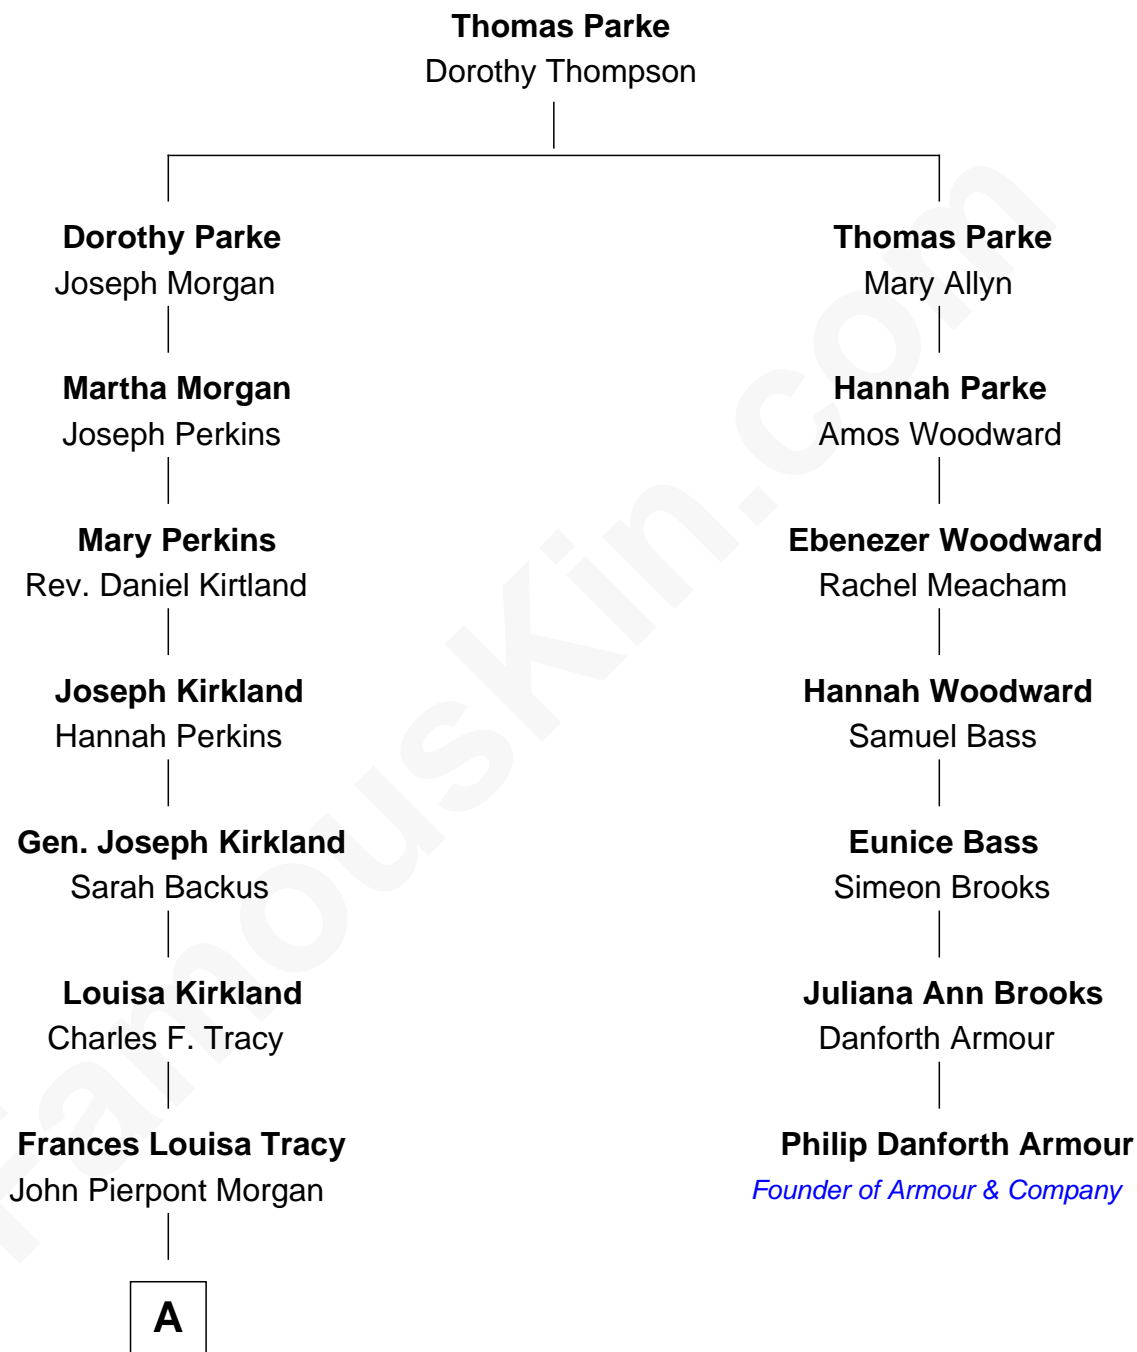 Thomas Parke
Dorothy Thompson
Dorothy Parke
Joseph Morgan
Thomas Parke
Mary Allyn
Martha Morgan
Joseph Perkins
Hannah Parke
Amos Woodward
Mary Perkins
Rev. Daniel Kirtland
Ebenezer Woodward
Rachel Meacham
Joseph Kirkland
Hannah Perkins
Hannah Woodward
Samuel Bass
Gen. Joseph Kirkland
Sarah Backus
Eunice Bass
Simeon Brooks
Louisa Kirkland
Charles F. Tracy
Juliana Ann Brooks
Danforth Armour
Frances Louisa Tracy
John Pierpont Morgan
Philip Danforth Armour
Founder of Armour & Company
A
FamousKin.com